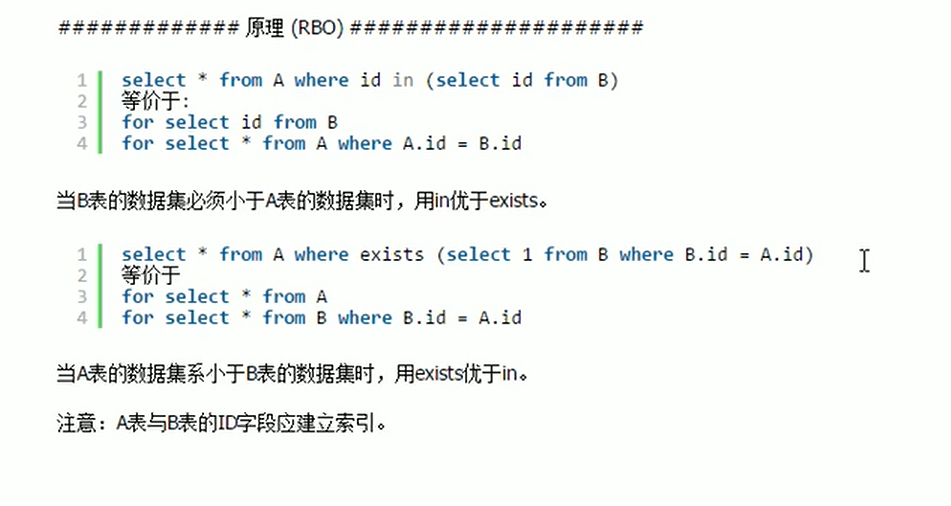 ############# 原理 (RBO) #####################
1 select * from A where id in (select id from B)
2 等价于:
3 for select id from B
4 for select * from A where A.id = B.id
当B表的数据集必须小于A表的数据集时，用in优于exists。
1 select * from A where exists (select 1 from B where B.id = A.id)
2 等价于
3 for select * from A
4 for select * from B where B.id = A.id
当A表的数据集系小于B表的数据集时，用exists优于in。
注意：A表与B表的ID字段应建立索引。